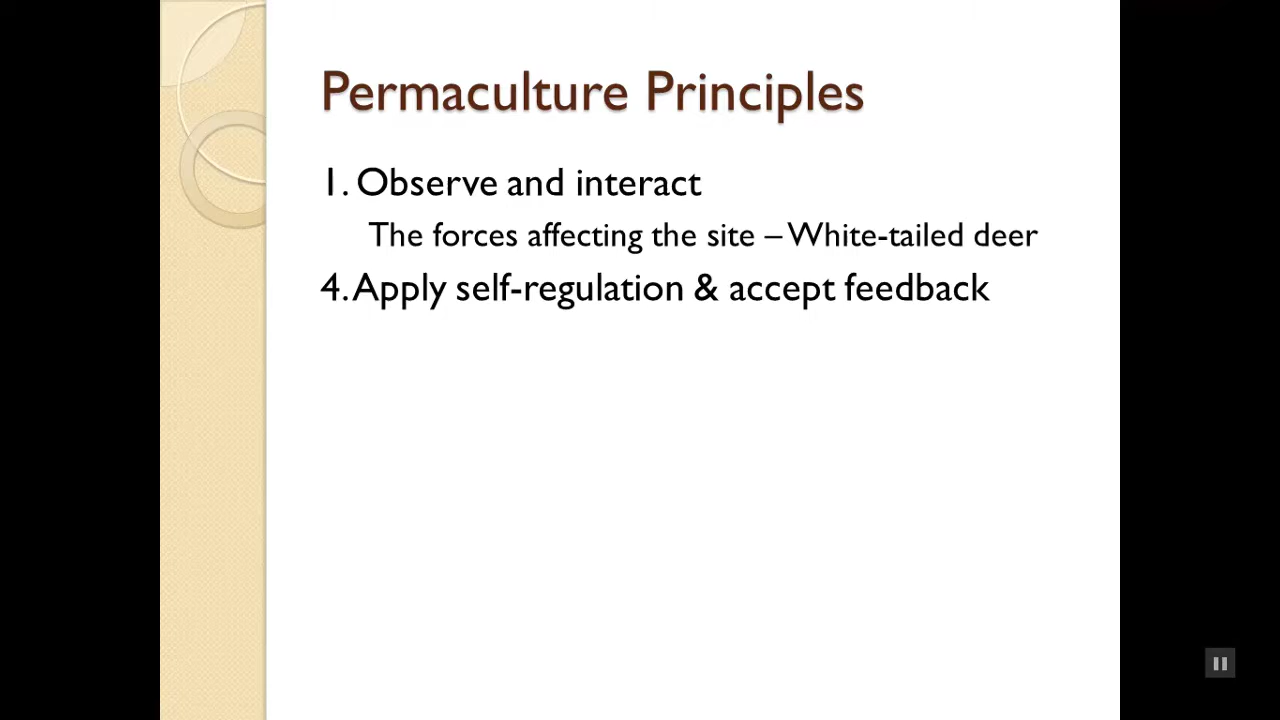 Permaculture Principles
1. Observe and interact
The forces affecting the site – White-tailed deer
4. Apply self-regulation & accept feedback